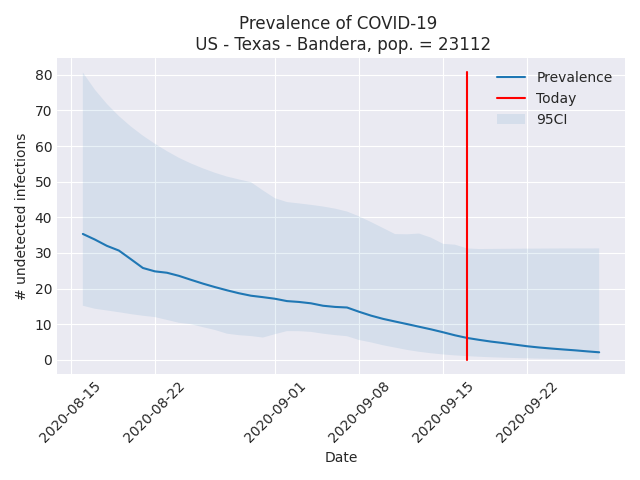 Prevalence of COVID-19
US - Texas - Bandera, pop. = 23112
# undetected infections
80
70
60
50
40
30
20
10
0
Prevalence
Today
95CI
2020-08-15
2020-08-22
2020-09-01
2020-09-08
2020-09-15
2020-09-22
Date